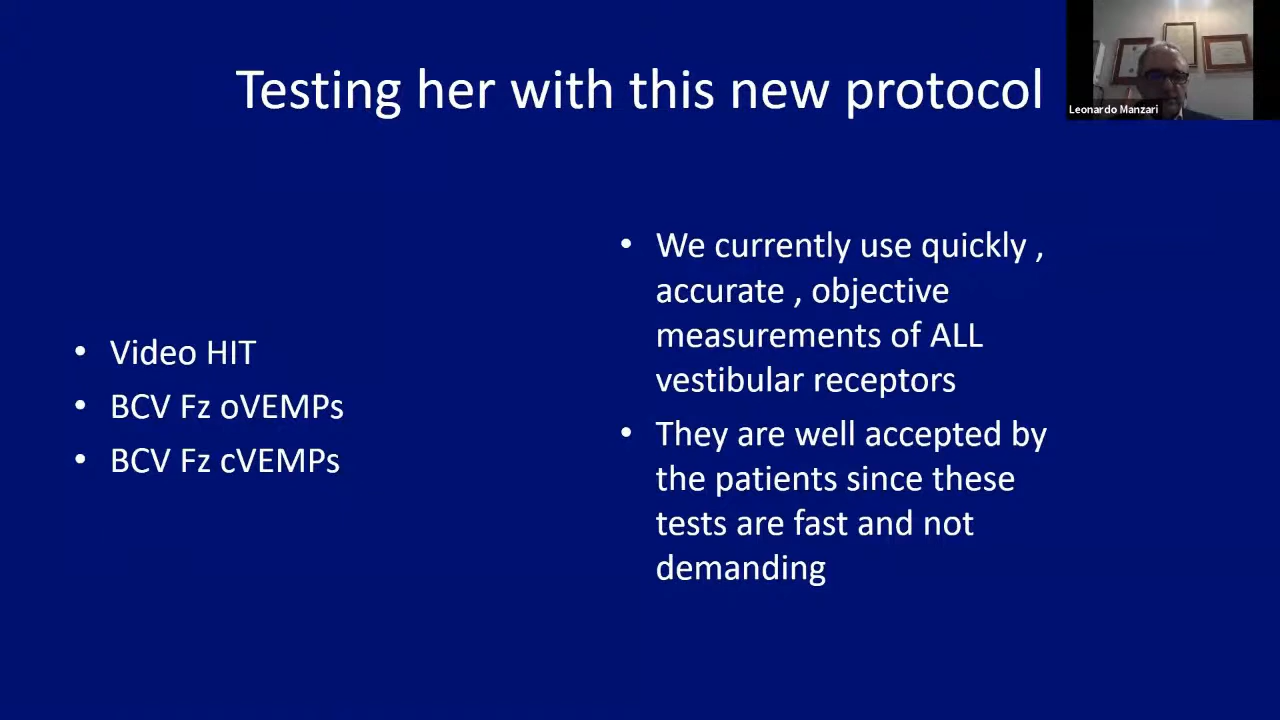 Testing her with this new protocol
Leonardo Manzari
• Video HIT
• BCV Fz oVEMPs
• BCV Fz cVEMPs
• We currently use quickly ,
accurate , objective
measurements of ALL
vestibular receptors
• They are well accepted by
the patients since these
tests are fast and not
demanding